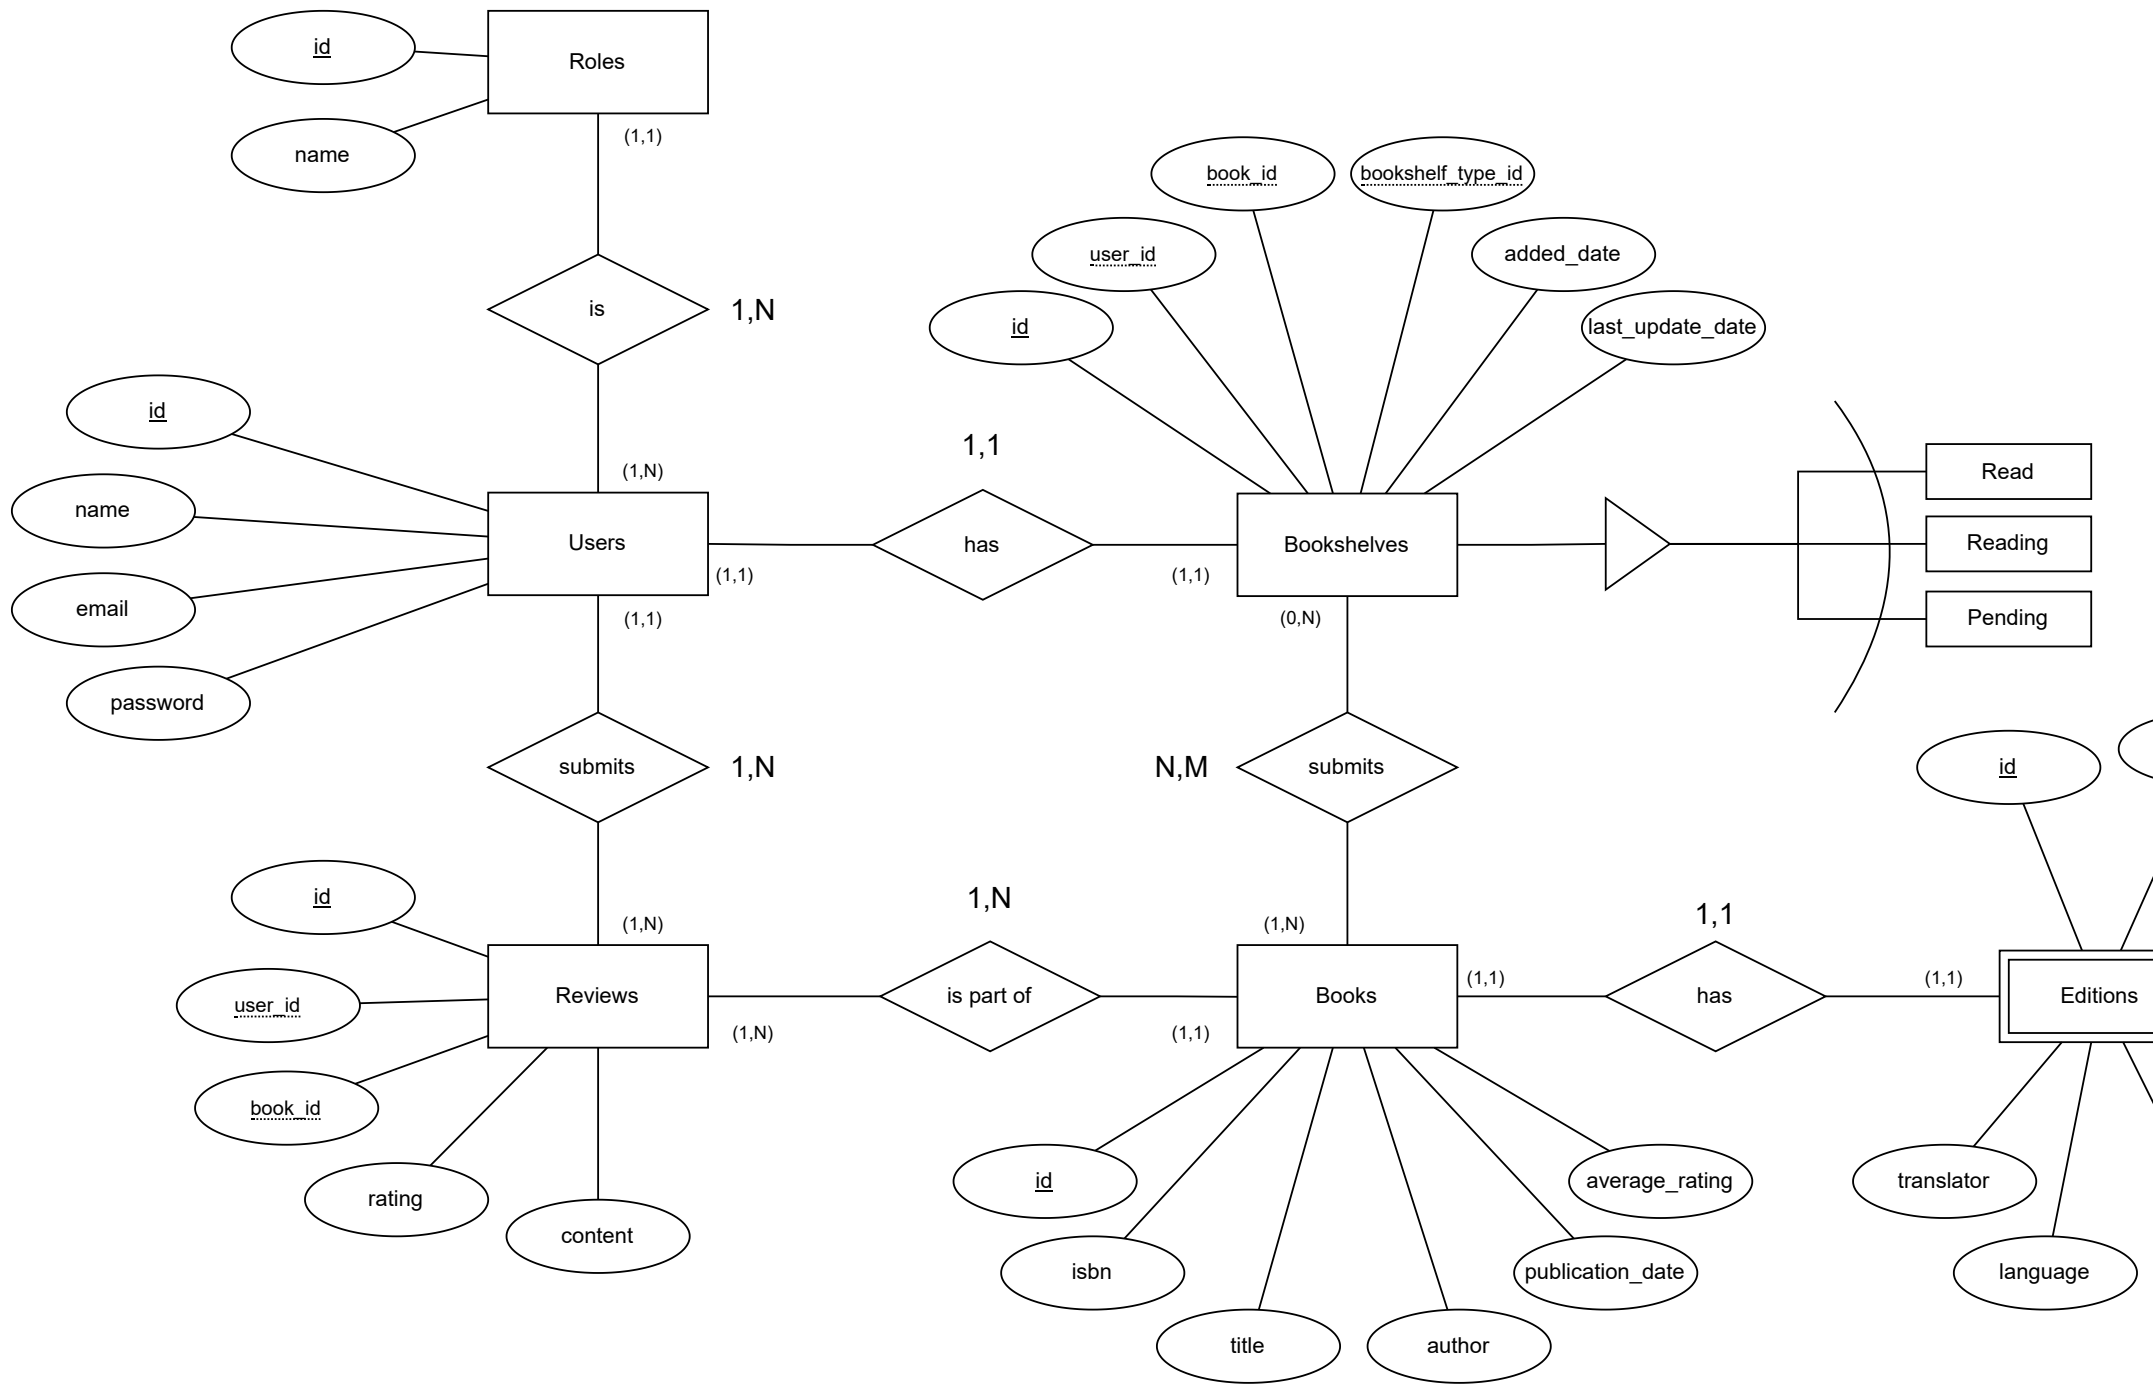 id
Roles
name
(1,1)
book_id
bookshelf_type_id
user_id
added_date
id
last_update_date
is
1,N
id
name
email
password
(1,N)
Users
(1,1)
(1,1)
1,1
has
(1,1)
Bookshelves
(0,N)
Read
Reading
Pending
submits
1,N
N,M
submits
id
id
user_id
book_id
rating
content
(1,N)
Reviews
(1,N)
1,N
is part of
(1,N)
(1,1)
Books
(1,1)
1,1
has
(1,1)
Editions
id
isbn
title
author
publication_date
average_rating
translator
language